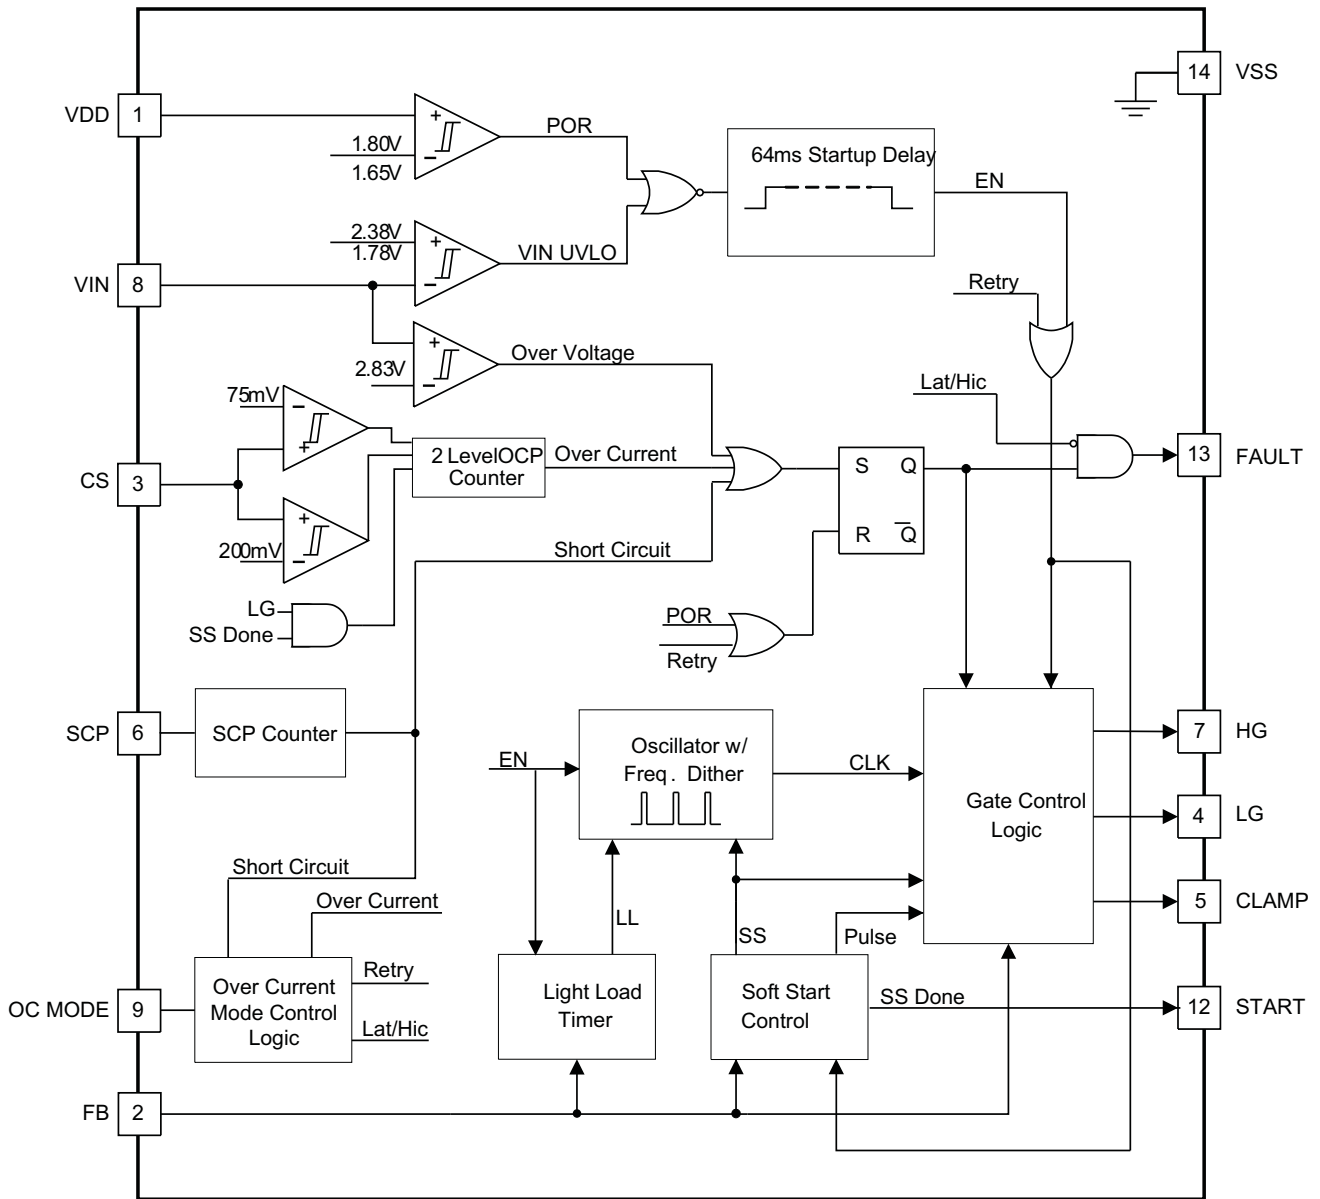 14 VSS
VDD 1
+
POR
1.80V
−
1.65V
64ms Startup Delay
EN
2.38V
+
1.78V
VIN UVLO
VIN 8
−
Retry
+
Over Voltage
2.83V
−
Lat/Hic
75mV
−
+
2 LevelOCP
Counter
Over Current
S Q
R Q̅
13 FAULT
CS 3
+
200mV
−
Short Circuit
LG
SS Done
POR
Retry
SCP 6
SCP Counter
Oscillator w/
Freq. Dither
EN
CLK
Gate Control
Logic
7 HG
4 LG
5 CLAMP
Short Circuit
Over Current
LL
SS
Pulse
Over Current
Mode Control
Logic
Retry
Lat/Hic
OC MODE 9
Light Load
Timer
Soft Start
Control
SS Done
12 START
FB 2